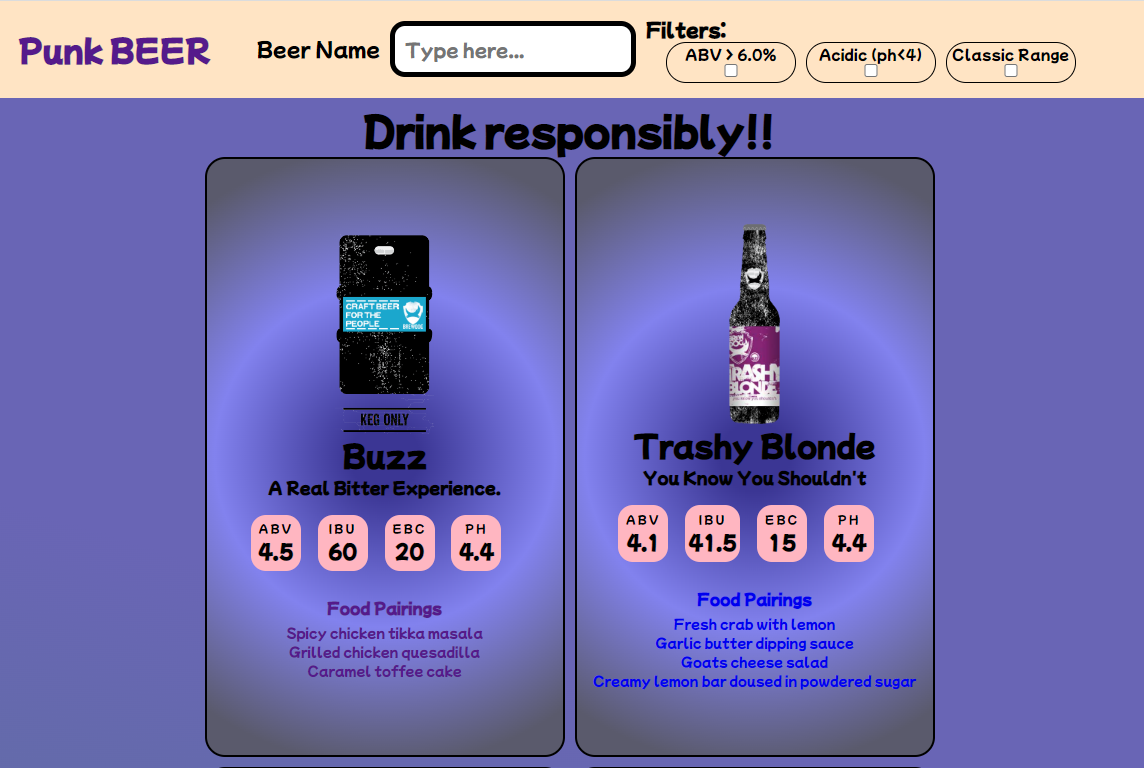 Punk BEER
Beer Name
Type here...
Filters:
ABV > 6.0%
Acidic (ph<4)
Classic Range
Drink responsibly!!
CRAFT BEER
FOR THE
PEOPLE
BREWDOG
KEG ONLY
Buzz
A Real Bitter Experience.
ABV IBU EBC PH
4.5 60 20 4.4
Food Pairings
Spicy chicken tikka masala
Grilled chicken quesadilla
Caramel toffee cake
TRASHY
BLONDE
Trashy Blonde
You Know You Shouldn't
ABV IBU EBC PH
4.1 41.5 15 4.4
Food Pairings
Fresh crab with lemon
Garlic butter dipping sauce
Goats cheese salad
Creamy lemon bar doused in powdered sugar